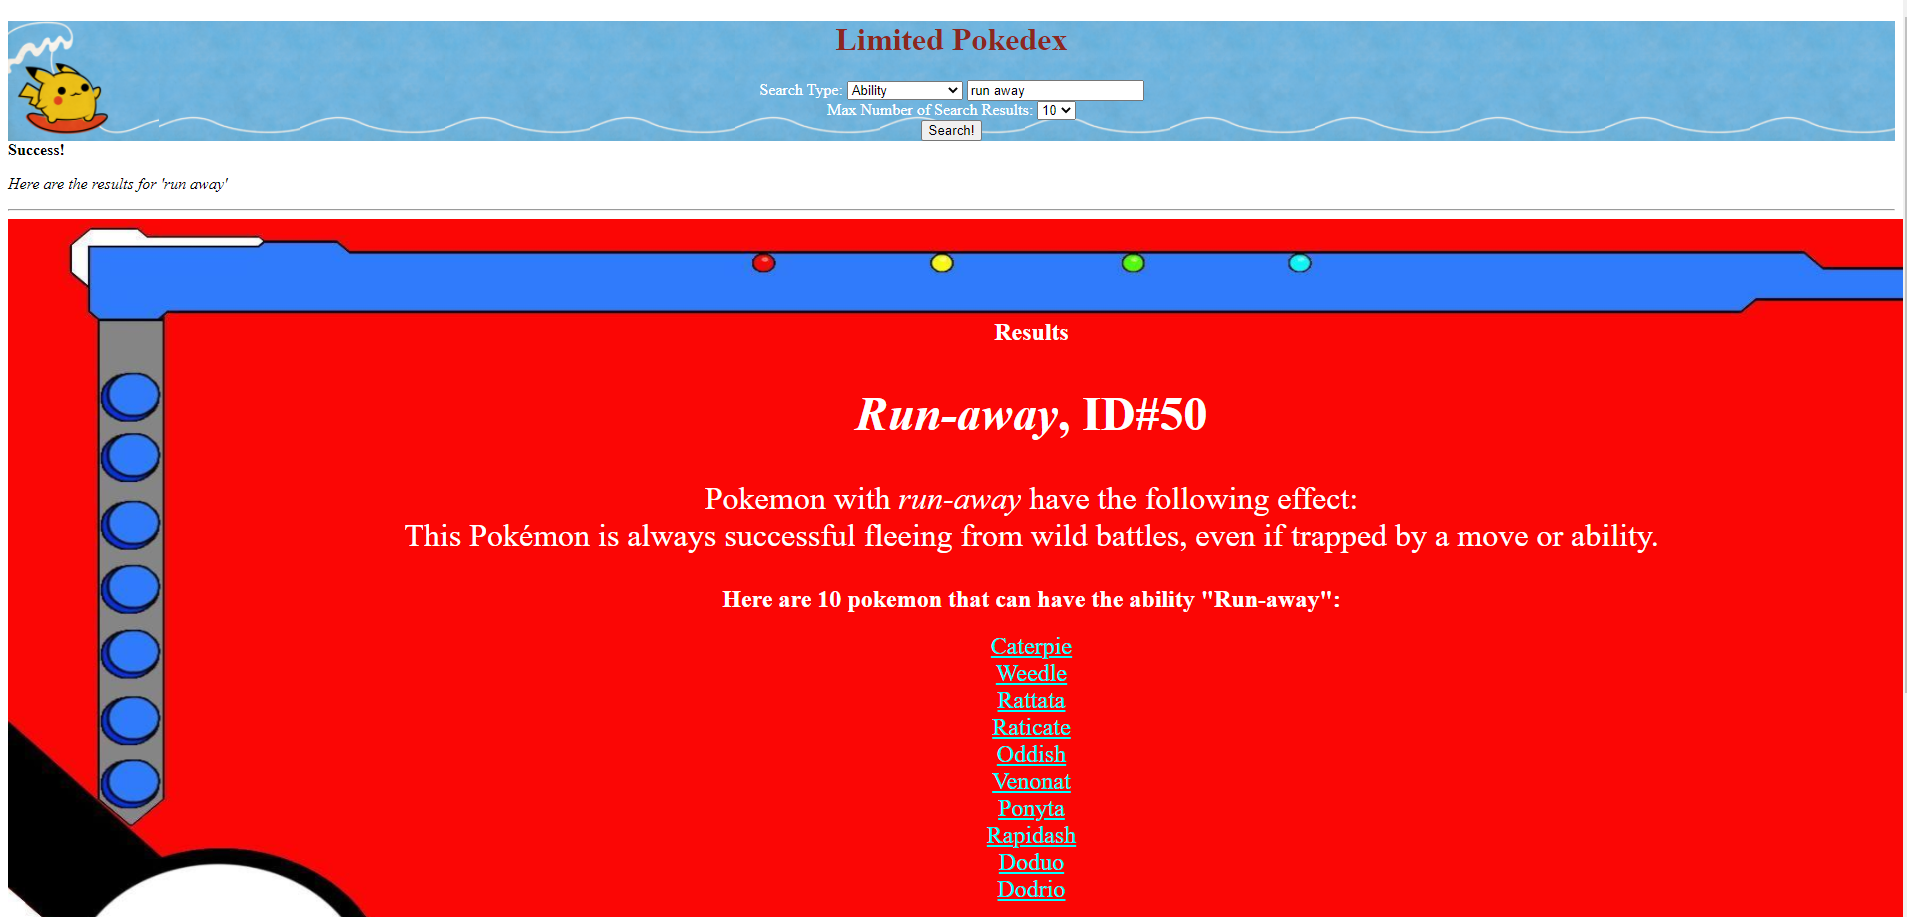 Limited Pokedex
Search Type: Ability run away
Max Number of Search Results: 10
Search!
Success!
Here are the results for 'run away'
Results
Run-away, ID#50
Pokemon with run-away have the following effect:
This Pokémon is always successful fleeing from wild battles, even if trapped by a move or ability.
Here are 10 pokemon that can have the ability "Run-away":
Caterpie
Weedle
Rattata
Raticate
Oddish
Venonat
Ponyta
Rapidash
Doduo
Dodrio